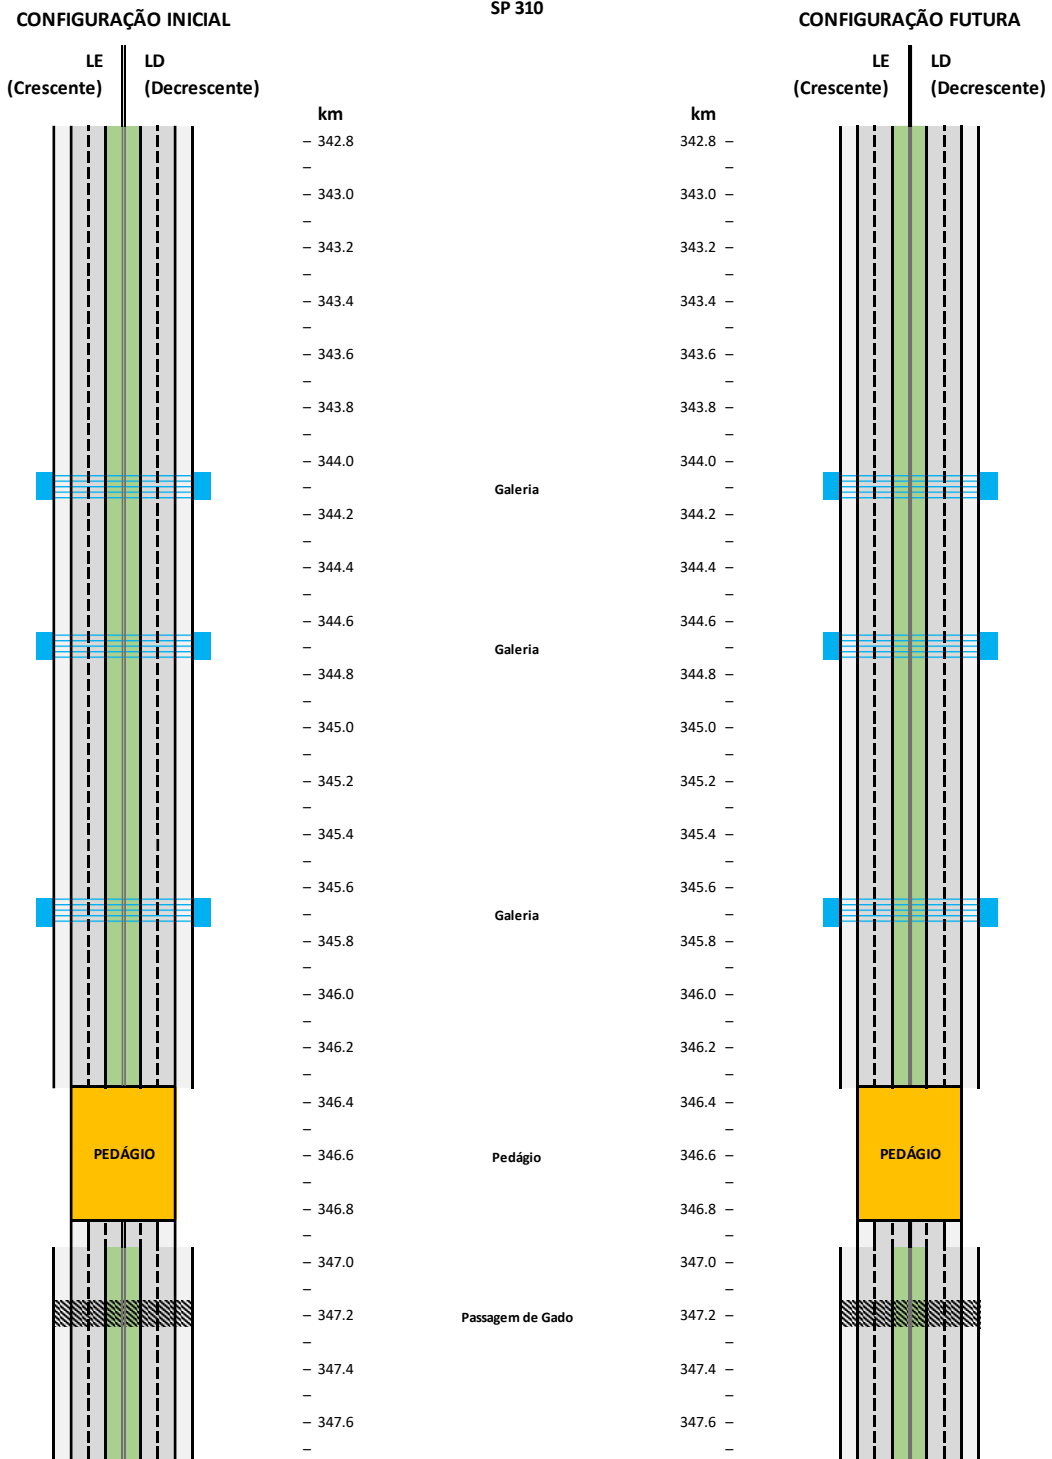 SP 310
CONFIGURAÇÃO INICIAL CONFIGURAÇÃO FUTURA
LE LD LE LD
(Crescente) (Decrescente) (Crescente) (Decrescente)
km km
– 342.8 342.8 –
– –
– 343.0 343.0 –
– –
– 343.2 343.2 –
– –
– 343.4 343.4 –
– –
– 343.6 343.6 –
– –
– 343.8 343.8 –
– –
– 344.0 344.0 –
– Galeria –
– 344.2 344.2 –
– –
– 344.4 344.4 –
– –
– 344.6 344.6 –
– Galeria –
– 344.8 344.8 –
– –
– 345.0 345.0 –
– –
– 345.2 345.2 –
– –
– 345.4 345.4 –
– –
– 345.6 345.6 –
– Galeria –
– 345.8 345.8 –
– –
– 346.0 346.0 –
– –
– 346.2 346.2 –
– –
– 346.4 346.4 –
– –
PEDÁGIO – 346.6 Pedágio 346.6 – PEDÁGIO
– –
– 346.8 346.8 –
– –
– 347.0 347.0 –
– –
– 347.2 Passagem de Gado 347.2 –
– –
– 347.4 347.4 –
– –
– 347.6 347.6 –
– –